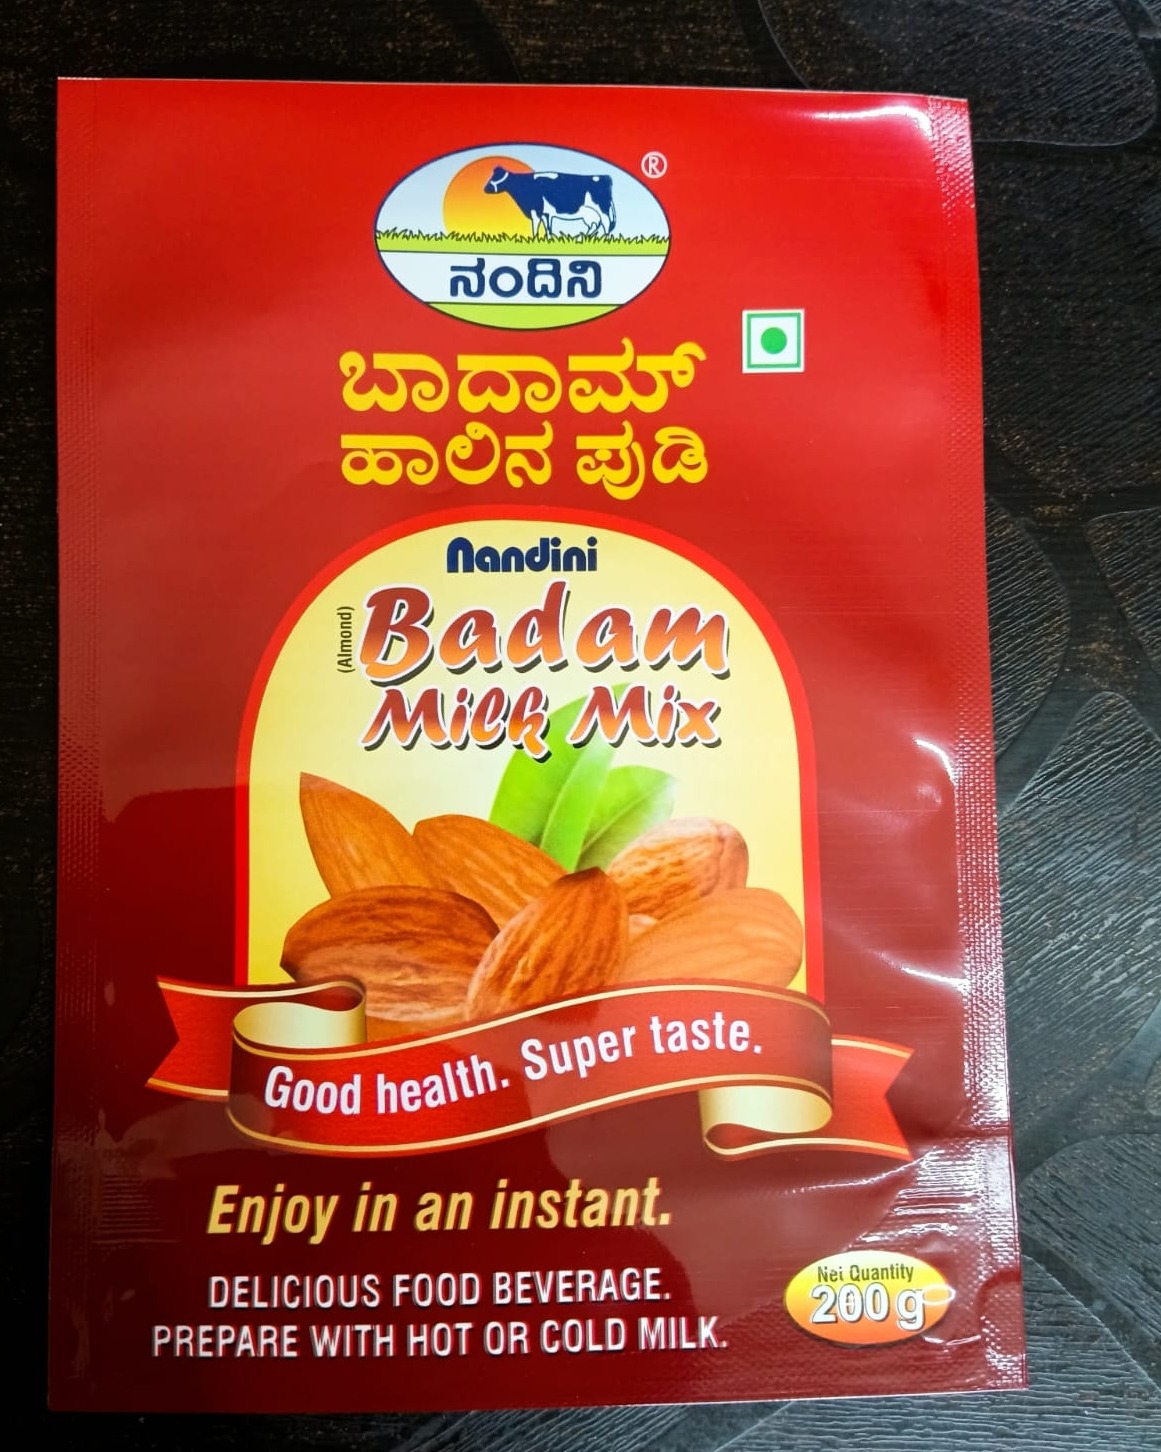 ®
ನಂದಿನಿ
ಬಾದಾಮ್
ಹಾಲಿನ ಪುಡಿ
Nandini
(Almond)
Badam
Milk Mix
Good health. Super taste.
Enjoy in an instant.
DELICIOUS FOOD BEVERAGE.
PREPARE WITH HOT OR COLD MILK.
Net Quantity
200 g